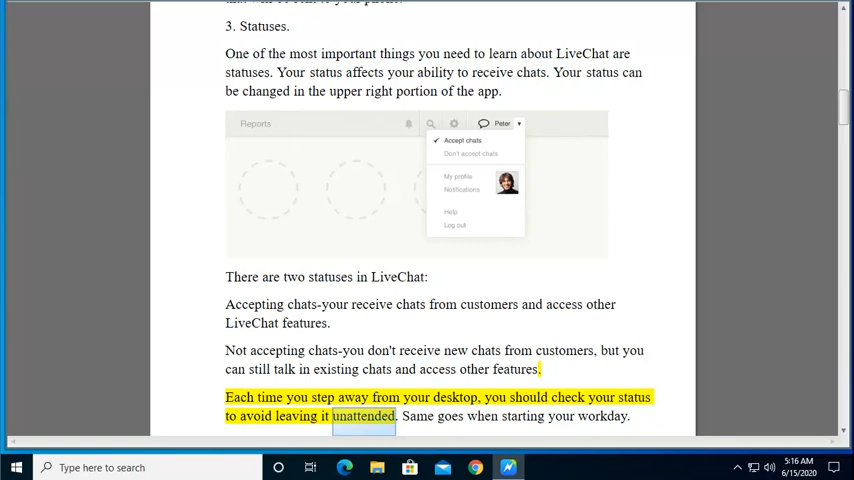 3. Statuses.
One of the most important things you need to learn about LiveChat are
statuses. Your status affects your ability to receive chats. Your status can
be changed in the upper right portion of the app.
Reports
Peter
Accept chats
Don't accept chats
My profile
Notifications
Help
Log out
There are two statuses in LiveChat:
Accepting chats-your receive chats from customers and access other
LiveChat features.
Not accepting chats-you don't receive new chats from customers, but you
can still talk in existing chats and access other features.
Each time you step away from your desktop, you should check your status
to avoid leaving it unattended. Same goes when starting your workday.
Type here to search
5:16 AM
6/15/2020